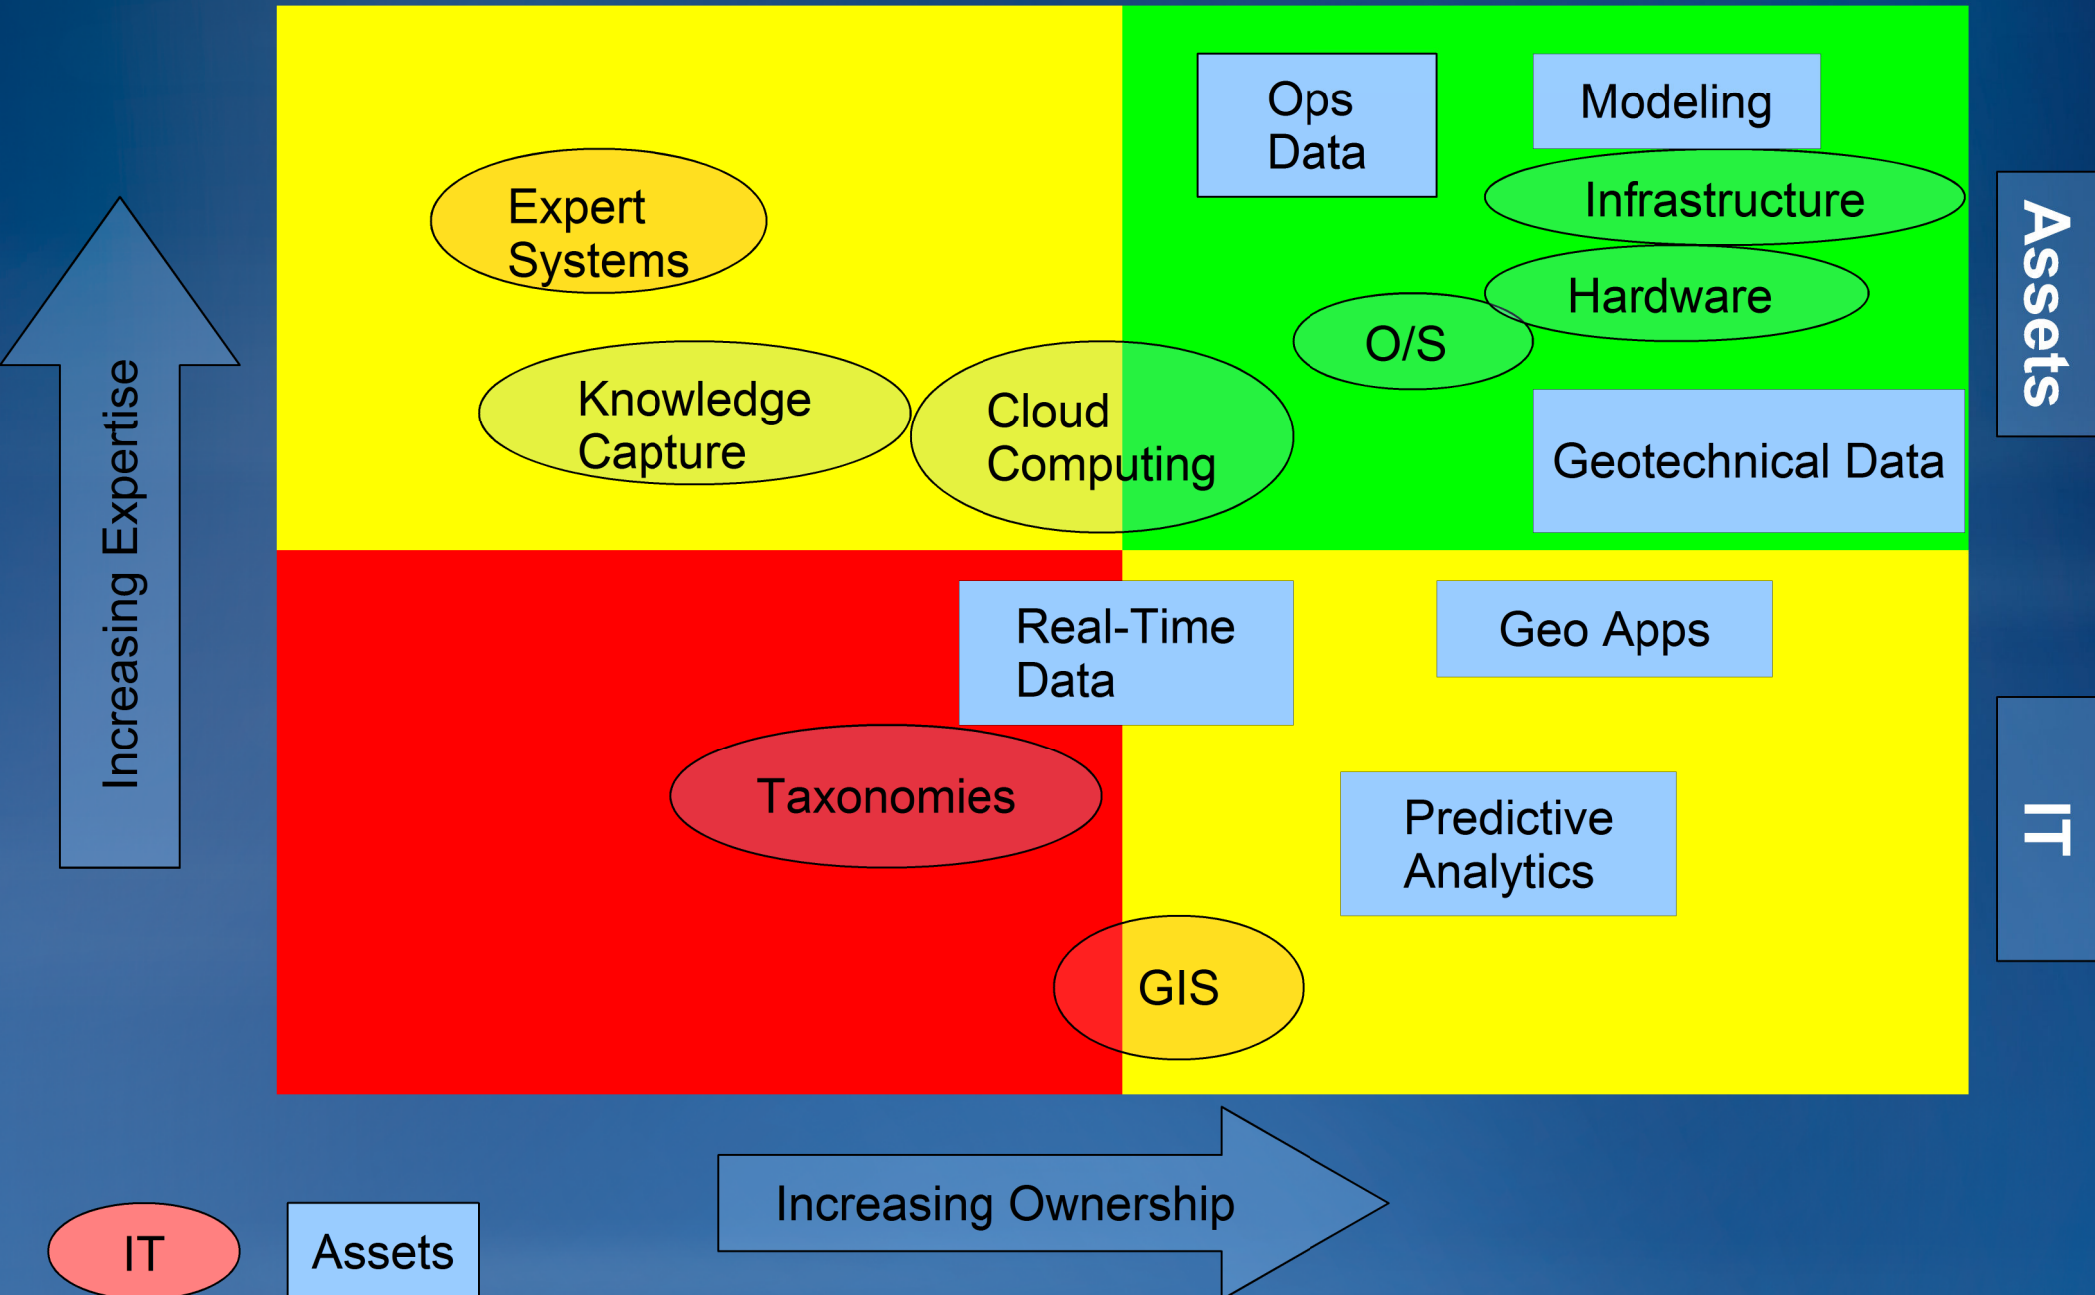 Ops
Data
Modeling
Expert
Systems
Infrastructure
Hardware
O/S
Knowledge
Capture
Cloud
Computing
Geotechnical Data
Assets
Increasing Expertise
Real-Time
Data
Geo Apps
Taxonomies
Predictive
Analytics
IT
GIS
Increasing Ownership
IT
Assets